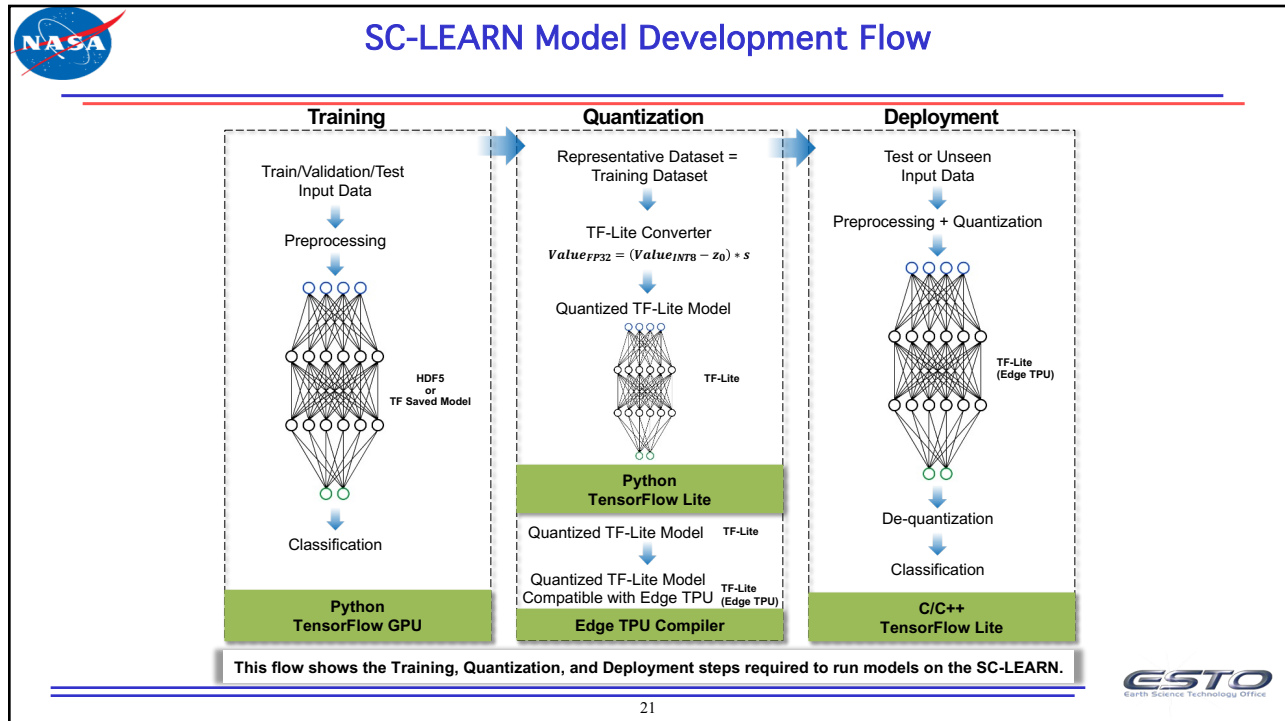 NASA
SC-LEARN Model Development Flow
Training
Train/Validation/Test
Input Data
Preprocessing
HDF5
or
TF Saved Model
Classification
Python
TensorFlow GPU
Quantization
Representative Dataset =
Training Dataset
TF-Lite Converter
Value_FP32 = (Value_INT8 − z_0) * s
Quantized TF-Lite Model
TF-Lite
Python
TensorFlow Lite
Quantized TF-Lite Model TF-Lite
Quantized TF-Lite Model
Compatible with Edge TPU
TF-Lite
(Edge TPU)
Edge TPU Compiler
Deployment
Test or Unseen
Input Data
Preprocessing + Quantization
TF-Lite
(Edge TPU)
De-quantization
Classification
C/C++
TensorFlow Lite
This flow shows the Training, Quantization, and Deployment steps required to run models on the SC-LEARN.
ESTO
Earth Science Technology Office
21